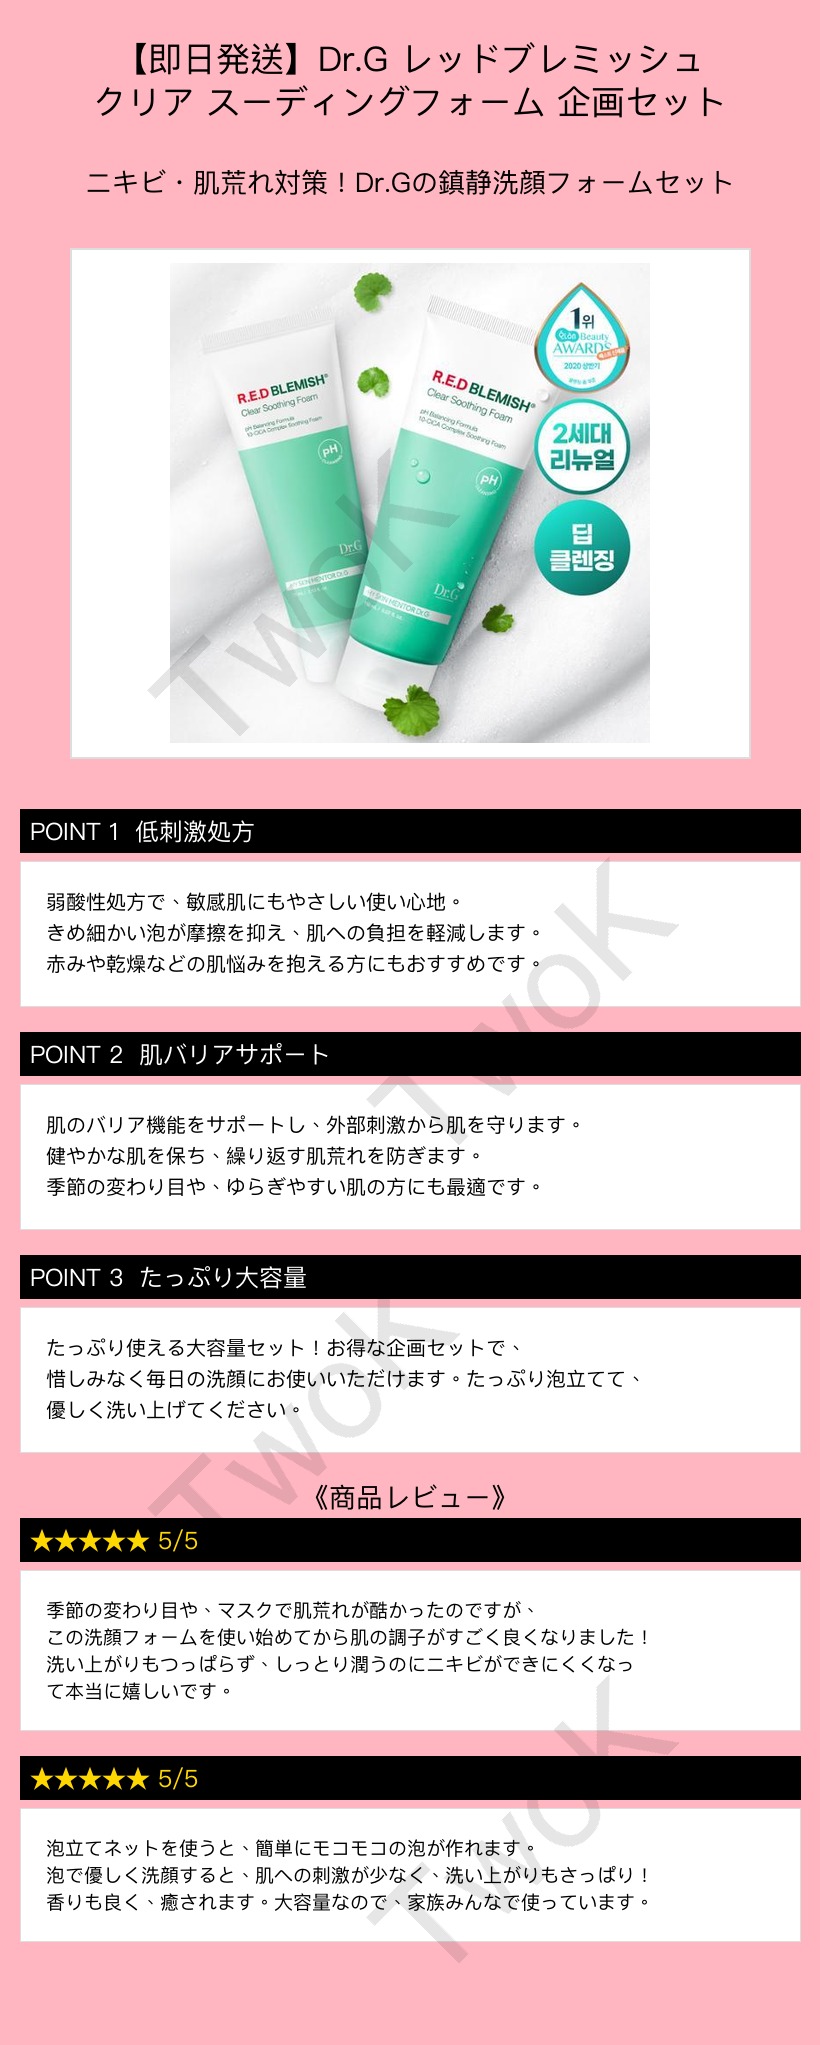 【即日発送】Dr.G レッドブレミッシュ
クリア スーディングフォーム 企画セット
ニキビ・肌荒れ対策！Dr.Gの鎮静洗顔フォームセット
R.E.D BLEMISH®
Clear Soothing Foam
pH Balancing Formula
10-CICA Complex Soothing Foam
pH
Dr.G
MY SKIN MENTOR Dr.G
R.E.D BLEMISH®
Clear Soothing Foam
pH Balancing Formula
10-CICA Complex Soothing Foam
pH
Dr.G
MY SKIN MENTOR Dr.G
1위
Beauty
AWARDS
2020 상반기
2세대
리뉴얼
딥
클렌징
TwoK
POINT 1 低刺激処方
弱酸性処方で、敏感肌にもやさしい使い心地。
きめ細かい泡が摩擦を抑え、肌への負担を軽減します。
赤みや乾燥などの肌悩みを抱える方にもおすすめです。
TwoK
POINT 2 肌バリアサポート
肌のバリア機能をサポートし、外部刺激から肌を守ります。
健やかな肌を保ち、繰り返す肌荒れを防ぎます。
季節の変わり目や、ゆらぎやすい肌の方にも最適です。
POINT 3 たっぷり大容量
たっぷり使える大容量セット！お得な企画セットで、
惜しみなく毎日の洗顔にお使いいただけます。たっぷり泡立てて、
優しく洗い上げてください。
TwoK
《商品レビュー》
★★★★★ 5/5
季節の変わり目や、マスクで肌荒れが酷かったのですが、
この洗顔フォームを使い始めてから肌の調子がすごく良くなりました！
洗い上がりもつっぱらず、しっとり潤うのにニキビができにくくなっ
て本当に嬉しいです。
★★★★★ 5/5
泡立てネットを使うと、簡単にモコモコの泡が作れます。
泡で優しく洗顔すると、肌への刺激が少なく、洗い上がりもさっぱり！
香りも良く、癒されます。大容量なので、家族みんなで使っています。
TwoK